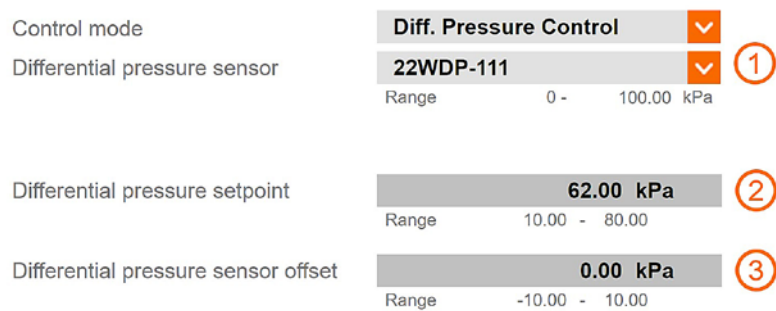 Control mode Diff. Pressure Control
Differential pressure sensor 22WDP-111 1
Range 0 - 100.00 kPa
Differential pressure setpoint 62.00 kPa 2
Range 10.00 - 80.00
Differential pressure sensor offset 0.00 kPa 3
Range -10.00 - 10.00